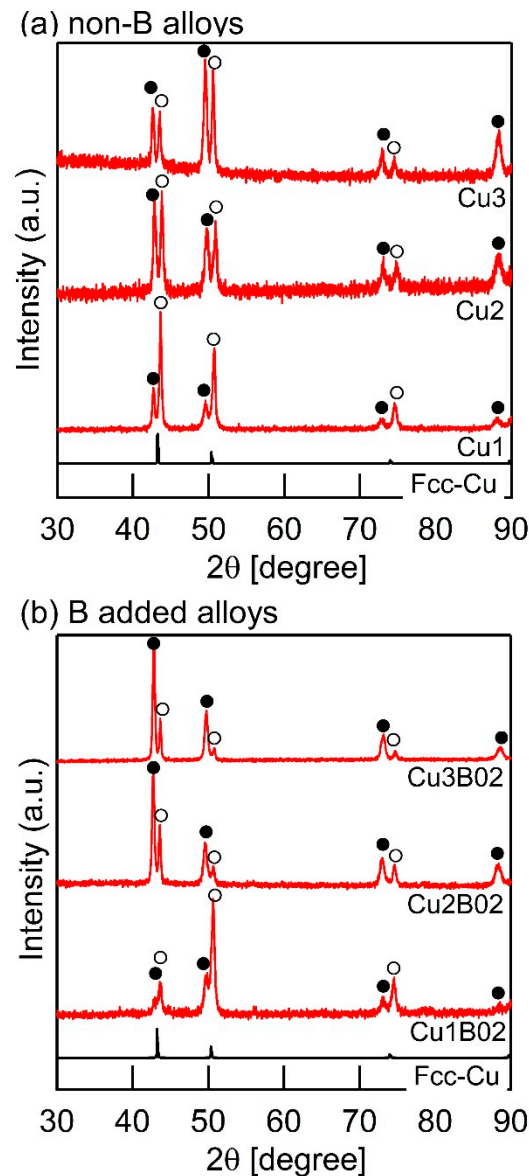 (a) non-B alloys
Intensity (a.u.)
Cu3
Cu2
Cu1
Fcc-Cu
30 40 50 60 70 80 90
2θ [degree]
(b) B added alloys
Intensity (a.u.)
Cu3B02
Cu2B02
Cu1B02
Fcc-Cu
30 40 50 60 70 80 90
2θ [degree]